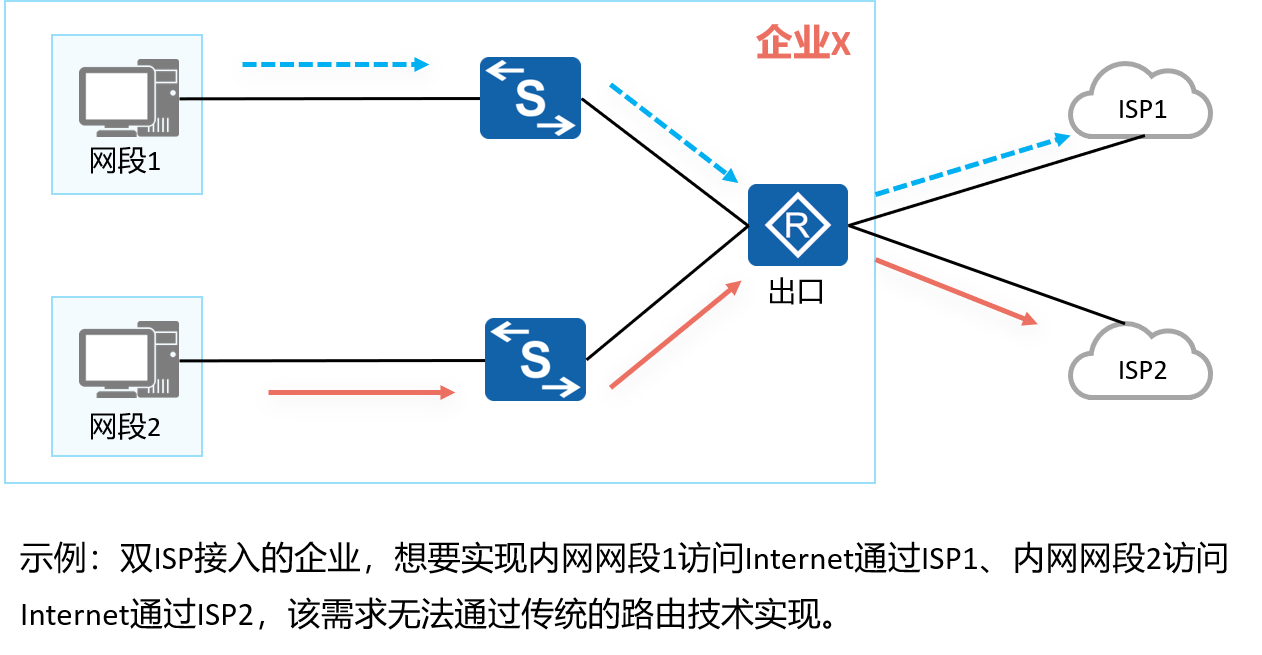 企业X
网段1
S
ISP1
R
出口
网段2
S
ISP2
示例：双ISP接入的企业，想要实现内网网段1访问Internet通过ISP1、内网网段2访问
Internet通过ISP2，该需求无法通过传统的路由技术实现。